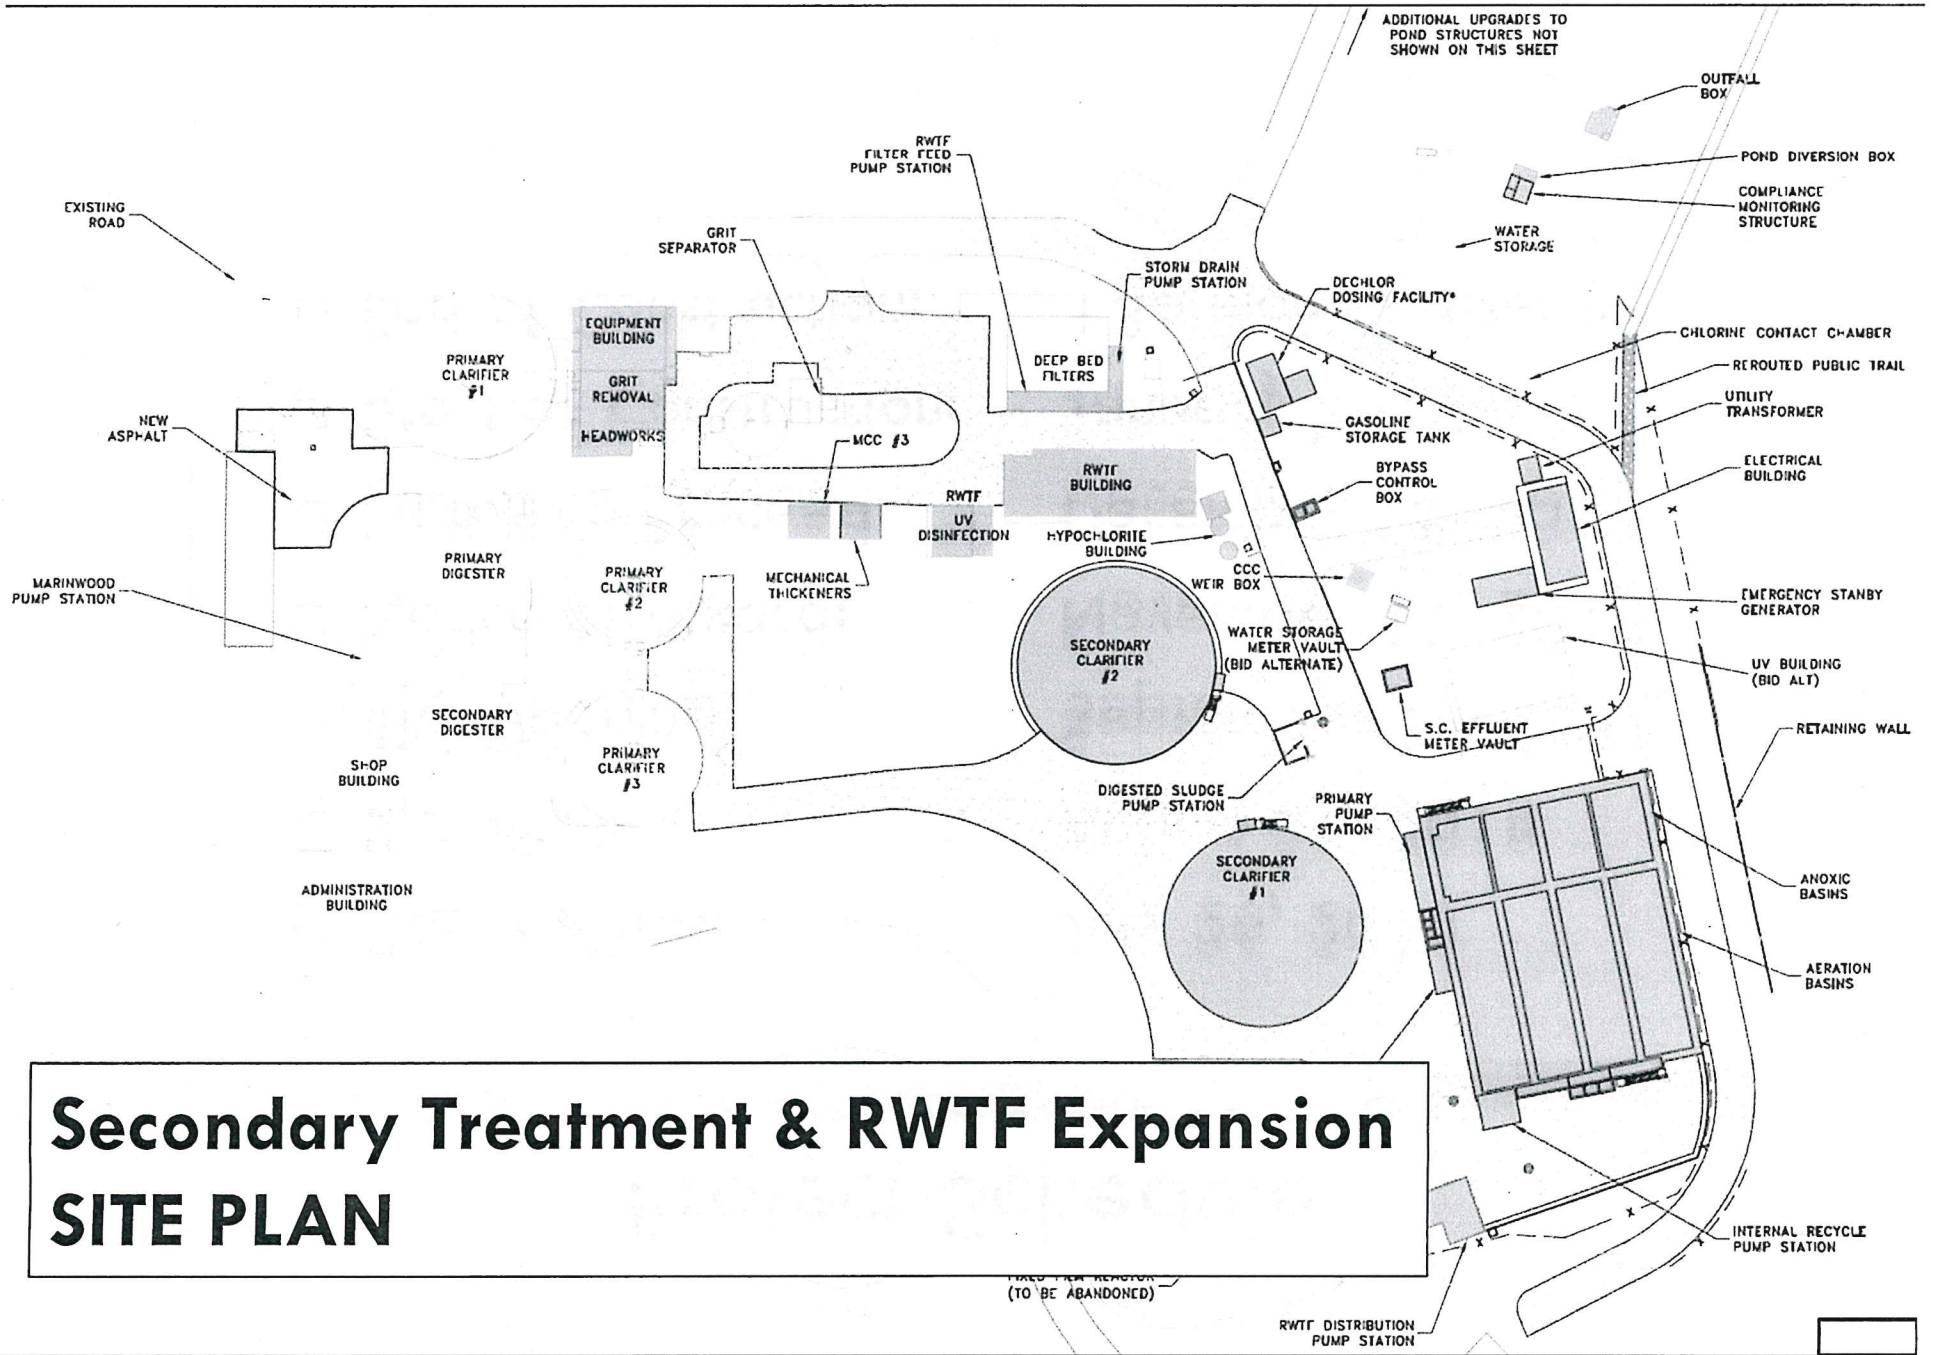 ADDITIONAL UPGRADES TO
POND STRUCTURES NOT
SHOWN ON THIS SHEET
OUTFALL
BOX
POND DIVERSION BOX
COMPLIANCE
MONITORING
STRUCTURE
WATER
STORAGE
RWTF
FILTER FEED
PUMP STATION
EXISTING
ROAD
GRIT
SEPARATOR
STORM DRAIN
PUMP STATION
DECHLOR
DOSING FACILITY*
CHLORINE CONTACT CHAMBER
REROUTED PUBLIC TRAIL
UTILITY
TRANSFORMER
EQUIPMENT
BUILDING
PRIMARY
CLARIFIER
#1
GRIT
REMOVAL
HEADWORKS
DEEP BED
FILTERS
NEW
ASPHALT
MCC #3
GASOLINE
STORAGE TANK
BYPASS
CONTROL
BOX
ELECTRICAL
BUILDING
RWTF
BUILDING
RWTF
UV
DISINFECTION
HYPOCHLORITE
BUILDING
CCC
WEIR BOX
PRIMARY
DIGESTER
PRIMARY
CLARIFIER
#2
MECHANICAL
THICKENERS
MARINWOOD
PUMP STATION
EMERGENCY STANBY
GENERATOR
SECONDARY
CLARIFIER
#2
WATER STORAGE
METER VAULT
(BID ALTERNATE)
UV BUILDING
(BID ALT)
SECONDARY
DIGESTER
S.C. EFFLUENT
METER VAULT
RETAINING WALL
SHOP
BUILDING
PRIMARY
CLARIFIER
#3
DIGESTED SLUDGE
PUMP STATION
PRIMARY
PUMP
STATION
SECONDARY
CLARIFIER
#1
ADMINISTRATION
BUILDING
ANOXIC
BASINS
AERATION
BASINS
Secondary Treatment & RWTF Expansion
SITE PLAN
INTERNAL RECYCLE
PUMP STATION
(TO BE ABANDONED)
RWTF DISTRIBUTION
PUMP STATION